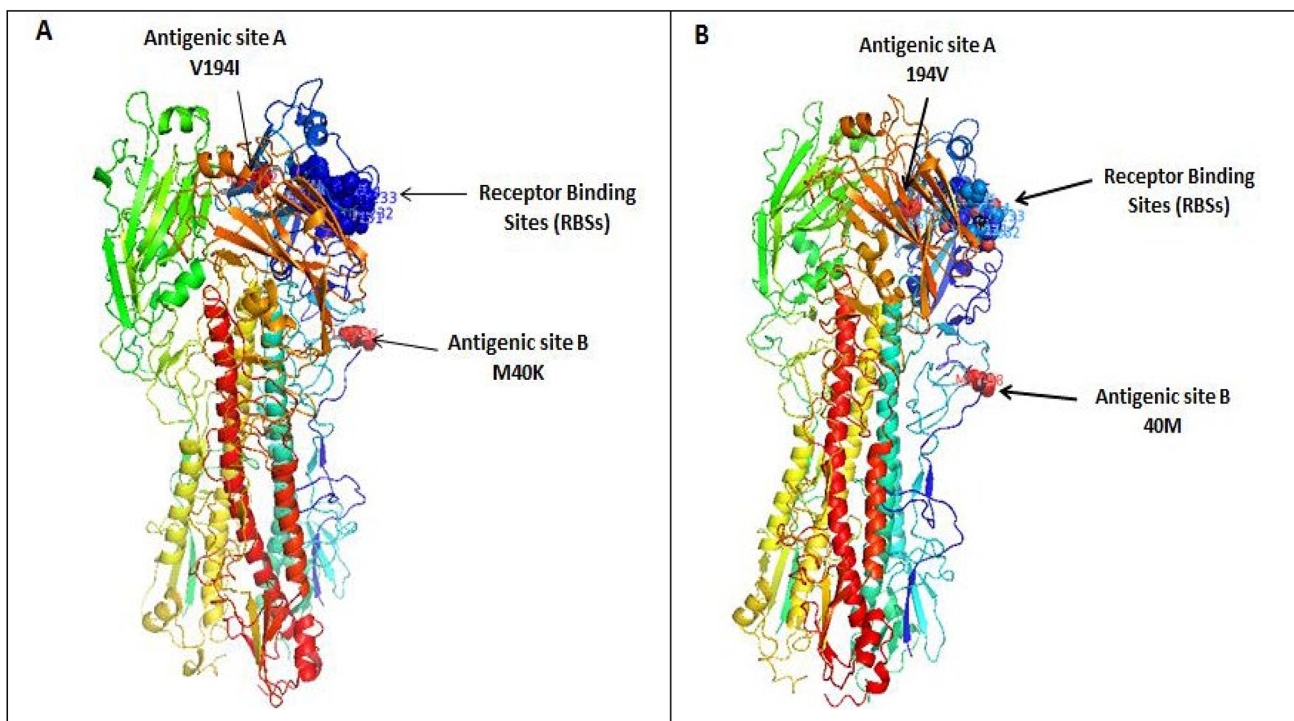 A
Antigenic site A
V194I
Receptor Binding
Sites (RBSs)
Antigenic site B
M40K
B
Antigenic site A
194V
Receptor Binding
Sites (RBSs)
Antigenic site B
40M